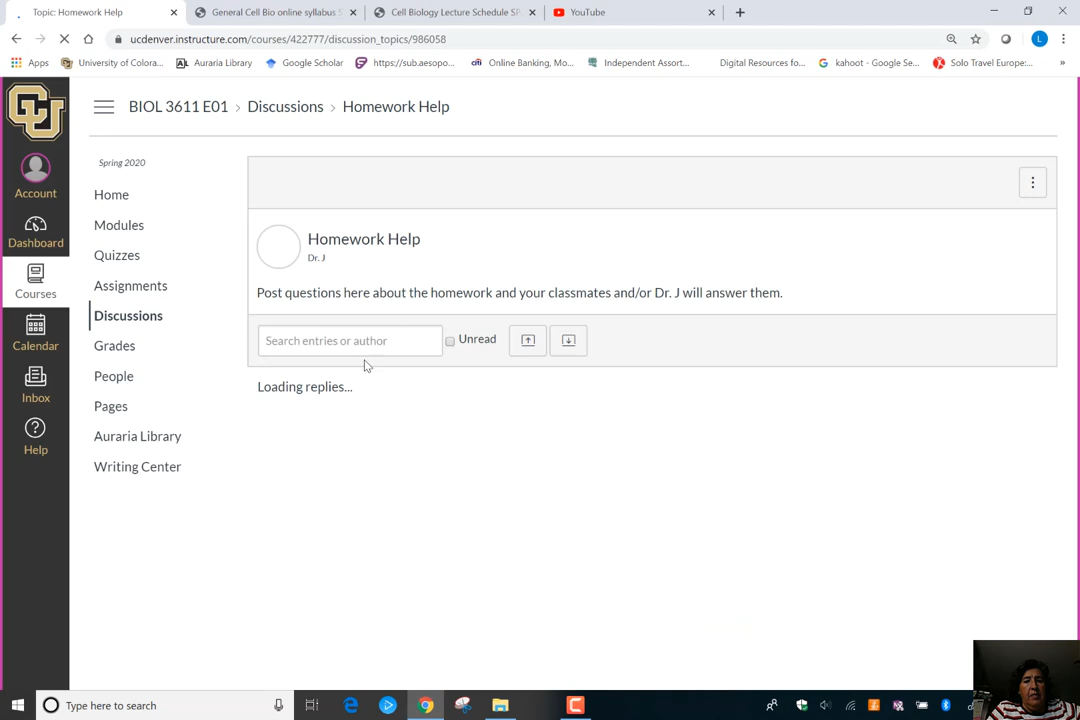 Topic: Homework Help
General Cell Bio online syllabus S
Cell Biology Lecture Schedule SP
YouTube
ucdenver.instructure.com/courses/422777/discussion_topics/986058
L
Apps
University of Colora...
Auraria Library
Google Scholar
https://sub.aesopo...
Online Banking, Mo...
Independent Assort...
Digital Resources fo...
kahoot - Google Se...
Solo Travel Europe:...
»
CU
BIOL 3611 E01 › Discussions › Homework Help
Spring 2020
Account
Dashboard
Courses
Calendar
Inbox
Help
Home
Modules
Quizzes
Assignments
Discussions
Grades
People
Pages
Auraria Library
Writing Center
Homework Help
Dr. J
Post questions here about the homework and your classmates and/or Dr. J will answer them.
Search entries or author
Unread
Loading replies...
Type here to search